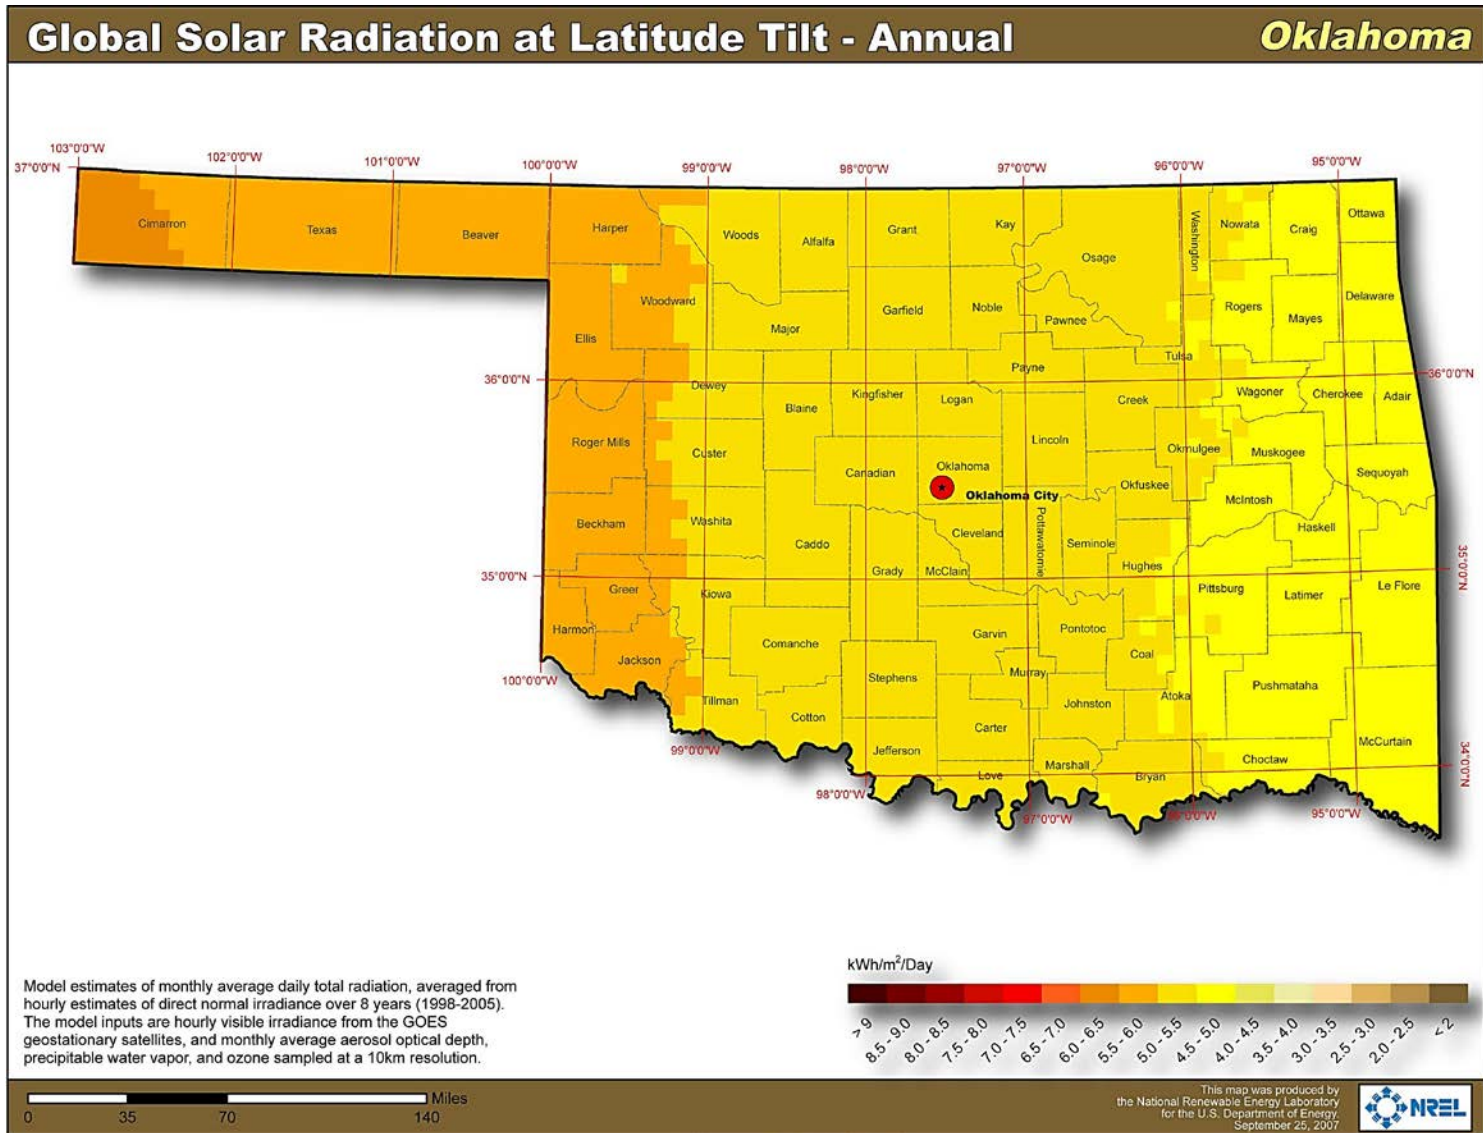 Global Solar Radiation at Latitude Tilt - Annual
Oklahoma
103°0'0"W
102°0'0"W
101°0'0"W
100°0'0"W
99°0'0"W
98°0'0"W
97°0'0"W
96°0'0"W
95°0'0"W
37°0'0"N
Cimarron
Texas
Beaver
Harper
Woods
Alfalfa
Grant
Kay
Osage
Washington
Nowata
Craig
Ottawa
Woodward
Ellis
Major
Garfield
Noble
Pawnee
Rogers
Mayes
Delaware
36°0'0"N
Dewey
Blaine
Kingfisher
Logan
Payne
Creek
Tulsa
Wagoner
Cherokee
Adair
36°0'0"N
Roger Mills
Custer
Canadian
Oklahoma
Oklahoma City
Lincoln
Okmulgee
Okfuskee
Muskogee
McIntosh
Sequoyah
Beckham
Washita
Caddo
Grady
McClain
Cleveland
Pottawatomie
Seminole
Hughes
Haskell
35°0'0"N
Greer
Kiowa
Pittsburg
Latimer
Le Flore
35°0'0"N
Harmon
Jackson
Comanche
Garvin
Pontotoc
Coal
Murray
Stephens
Johnston
Atoka
Pushmataha
100°0'0"W
Tillman
Cotton
Carter
Jefferson
Love
Marshall
Bryan
Choctaw
McCurtain
34°0'0"N
99°0'0"W
98°0'0"W
97°0'0"W
96°0'0"W
95°0'0"W
Model estimates of monthly average daily total radiation, averaged from
hourly estimates of direct normal irradiance over 8 years (1998-2005).
The model inputs are hourly visible irradiance from the GOES
geostationary satellites, and monthly average aerosol optical depth,
precipitable water vapor, and ozone sampled at a 10km resolution.
kWh/m²/Day
> 9
8.5 - 9.0
8.0 - 8.5
7.5 - 8.0
7.0 - 7.5
6.5 - 7.0
6.0 - 6.5
5.5 - 6.0
5.0 - 5.5
4.5 - 5.0
4.0 - 4.5
3.5 - 4.0
3.0 - 3.5
2.5 - 3.0
2.0 - 2.5
< 2
Miles
0 35 70 140
This map was produced by
the National Renewable Energy Laboratory
for the U.S. Department of Energy.
September 25, 2007
NREL